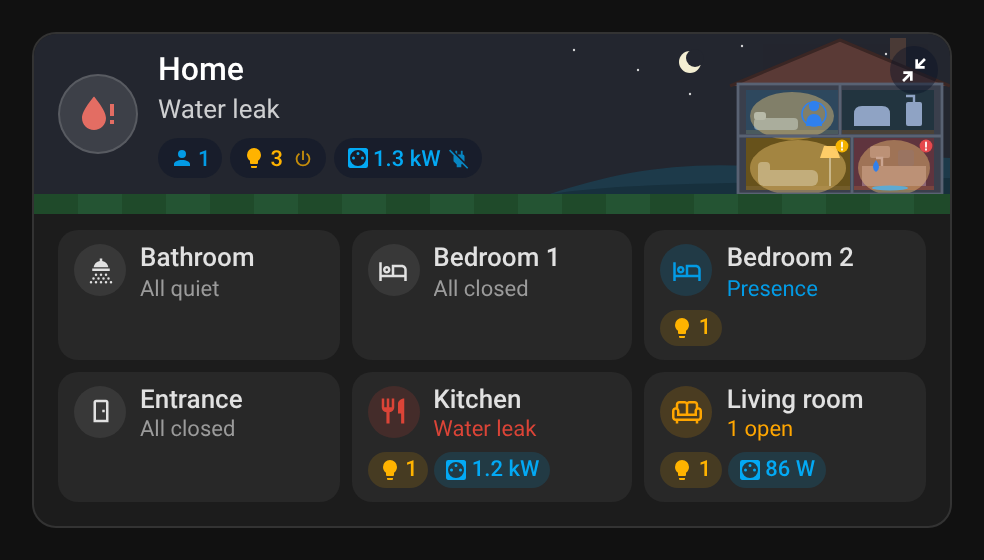 Home
Water leak
1
3
1.3 kW
Bathroom
All quiet
Bedroom 1
All closed
Bedroom 2
Presence
1
Entrance
All closed
Kitchen
Water leak
1
1.2 kW
Living room
1 open
1
86 W